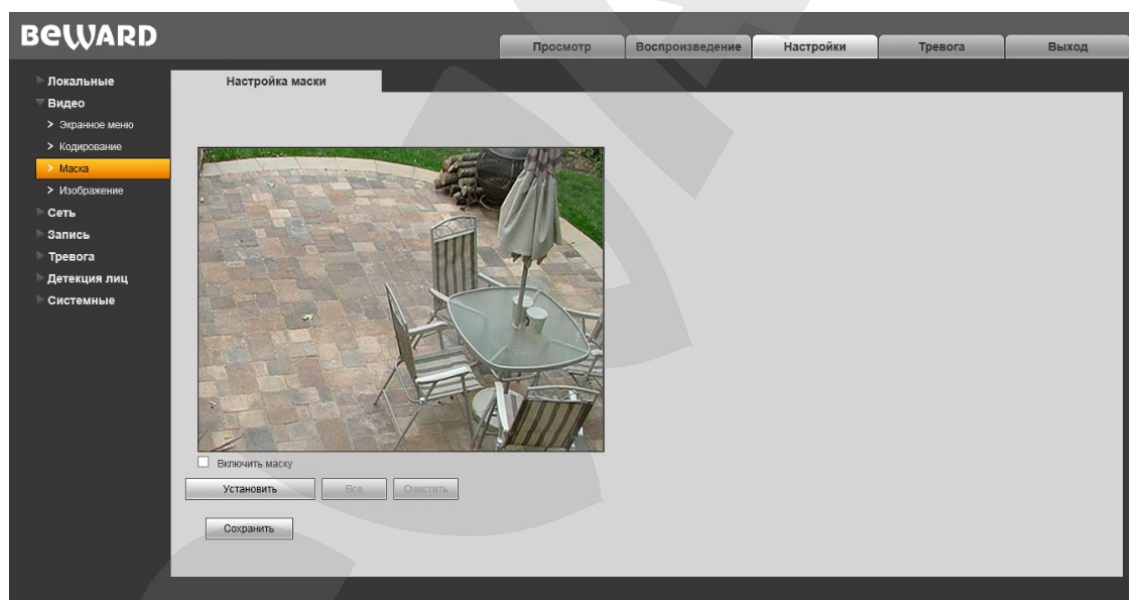 BEWARD
Просмотр
Воспроизведение
Настройки
Тревога
Выход
Локальные
Видео
Экранное меню
Кодирование
Маска
Изображение
Сеть
Запись
Тревога
Детекция лиц
Системные
Настройка маски
Включить маску
Установить
Все
Очистить
Сохранить